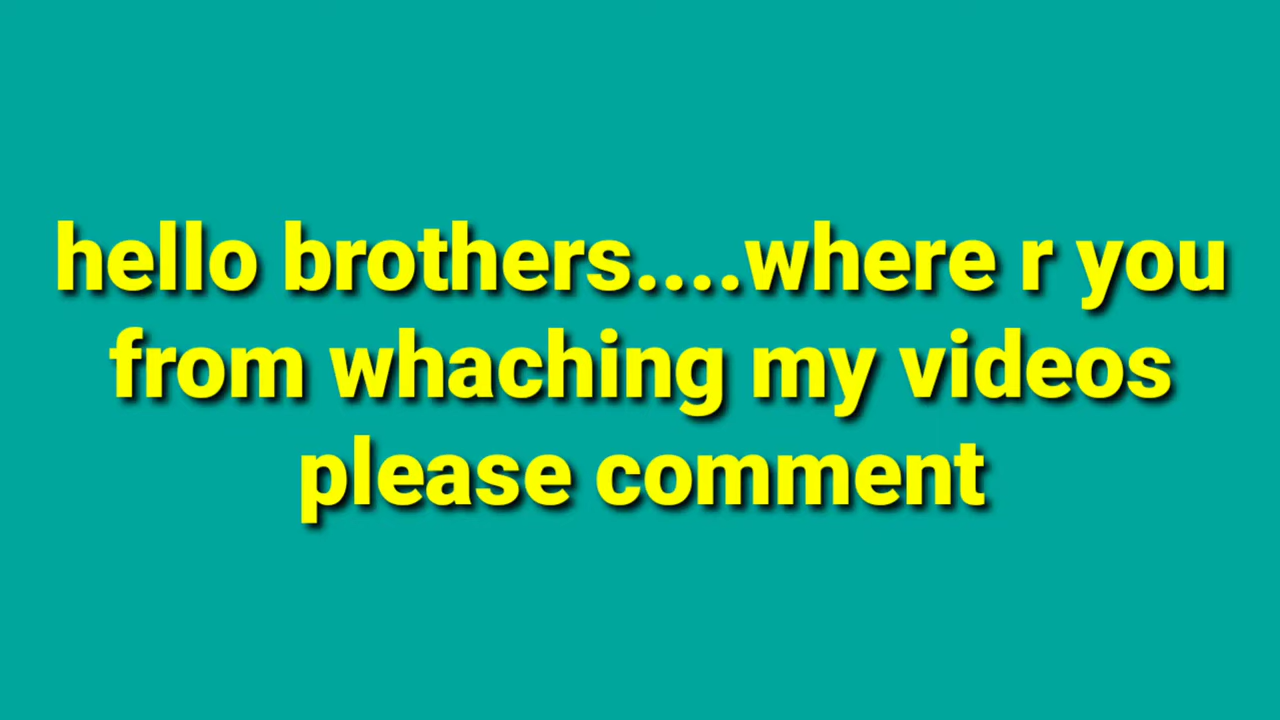 hello brothers....where r you
from whaching my videos
please comment